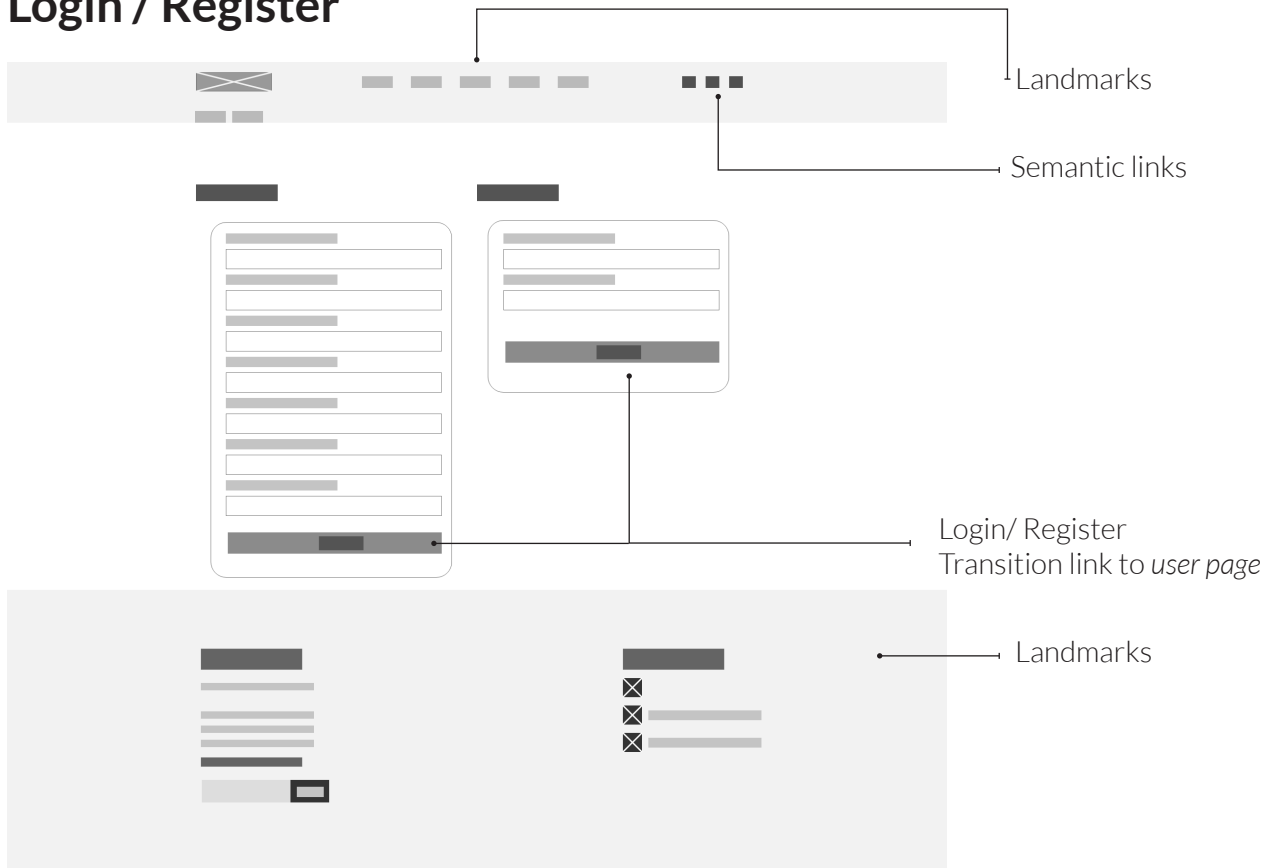 Login / Register
Landmarks
Semantic links
Login/ Register
Transition link to user page
Landmarks